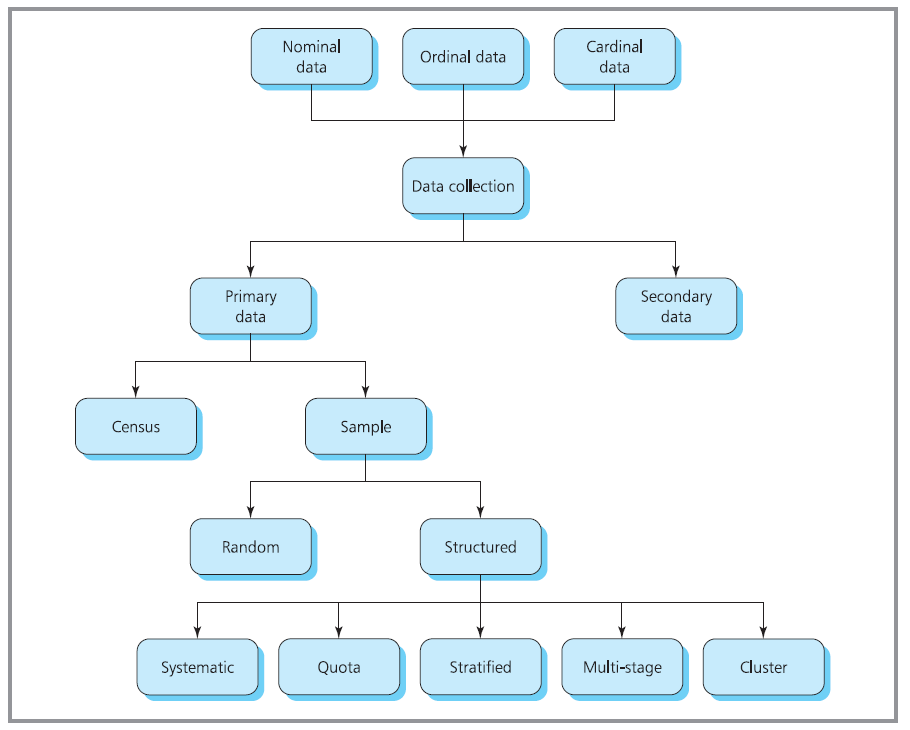 Nominal
data
Ordinal data
Cardinal
data
Data collection
Primary
data
Secondary
data
Census
Sample
Random
Structured
Systematic
Quota
Stratified
Multi-stage
Cluster